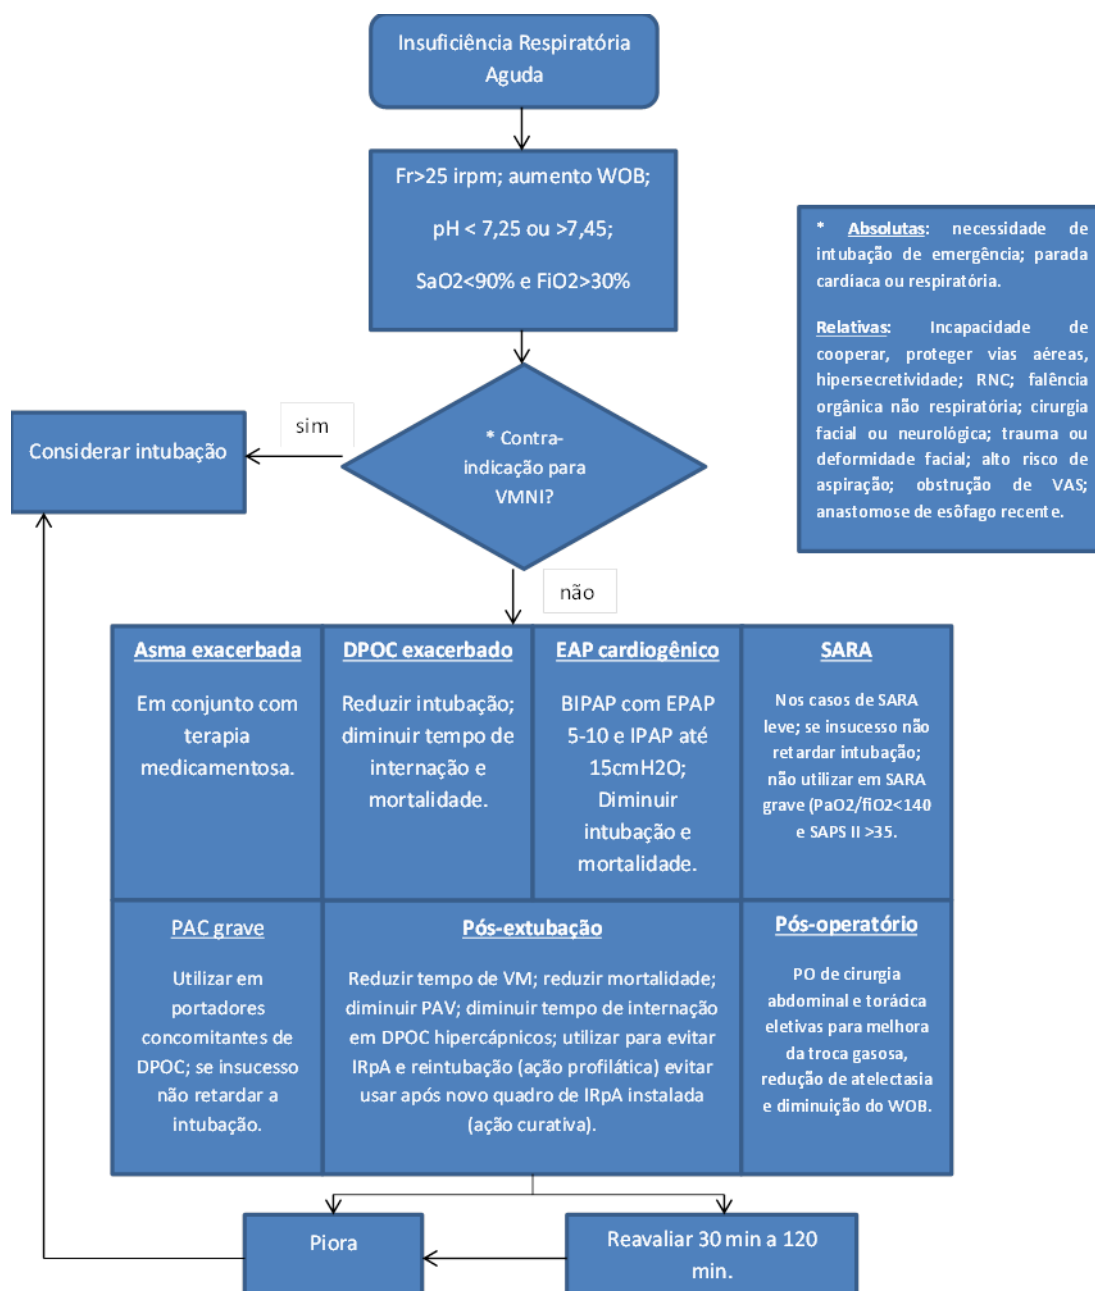 Insuficiência Respiratória
Aguda
Fr>25 irpm; aumento WOB;
pH < 7,25 ou >7,45;
SaO2<90% e FiO2>30%
* Absolutas: necessidade de
intubação de emergência; parada
cardíaca ou respiratória.
Relativas: Incapacidade de
cooperar, proteger vias aéreas,
hipersecretividade; RNC; falência
orgânica não respiratória; cirurgia
facial ou neurológica; trauma ou
deformidade facial; alto risco de
aspiração; obstrução de VAS;
anastomose de esôfago recente.
* Contra-
indicação para
VMNI?
sim
Considerar intubação
não
Asma exacerbada
Em conjunto com
terapia
medicamentosa.
DPOC exacerbado
Reduzir intubação;
diminuir tempo de
internação e
mortalidade.
EAP cardiogênico
BIPAP com EPAP
5-10 e IPAP até
15cmH2O;
Diminuir
intubação e
mortalidade.
SARA
Nos casos de SARA
leve; se insucesso não
retardar intubação;
não utilizar em SARA
grave (PaO2/fiO2<140
e SAPS II >35.
PAC grave
Utilizar em
portadores
concomitantes de
DPOC; se insucesso
não retardar a
intubação.
Pós-extubação
Reduzir tempo de VM; reduzir mortalidade;
diminuir PAV; diminuir tempo de internação
em DPOC hipercápnicos; utilizar para evitar
IRpA e reintubação (ação profilática) evitar
usar após novo quadro de IRpA instalada
(ação curativa).
Pós-operatório
PO de cirurgia
abdominal e torácica
eletivas para melhora
da troca gasosa,
redução de atelectasia
e diminuição do WOB.
Piora
Reavaliar 30 min a 120
min.